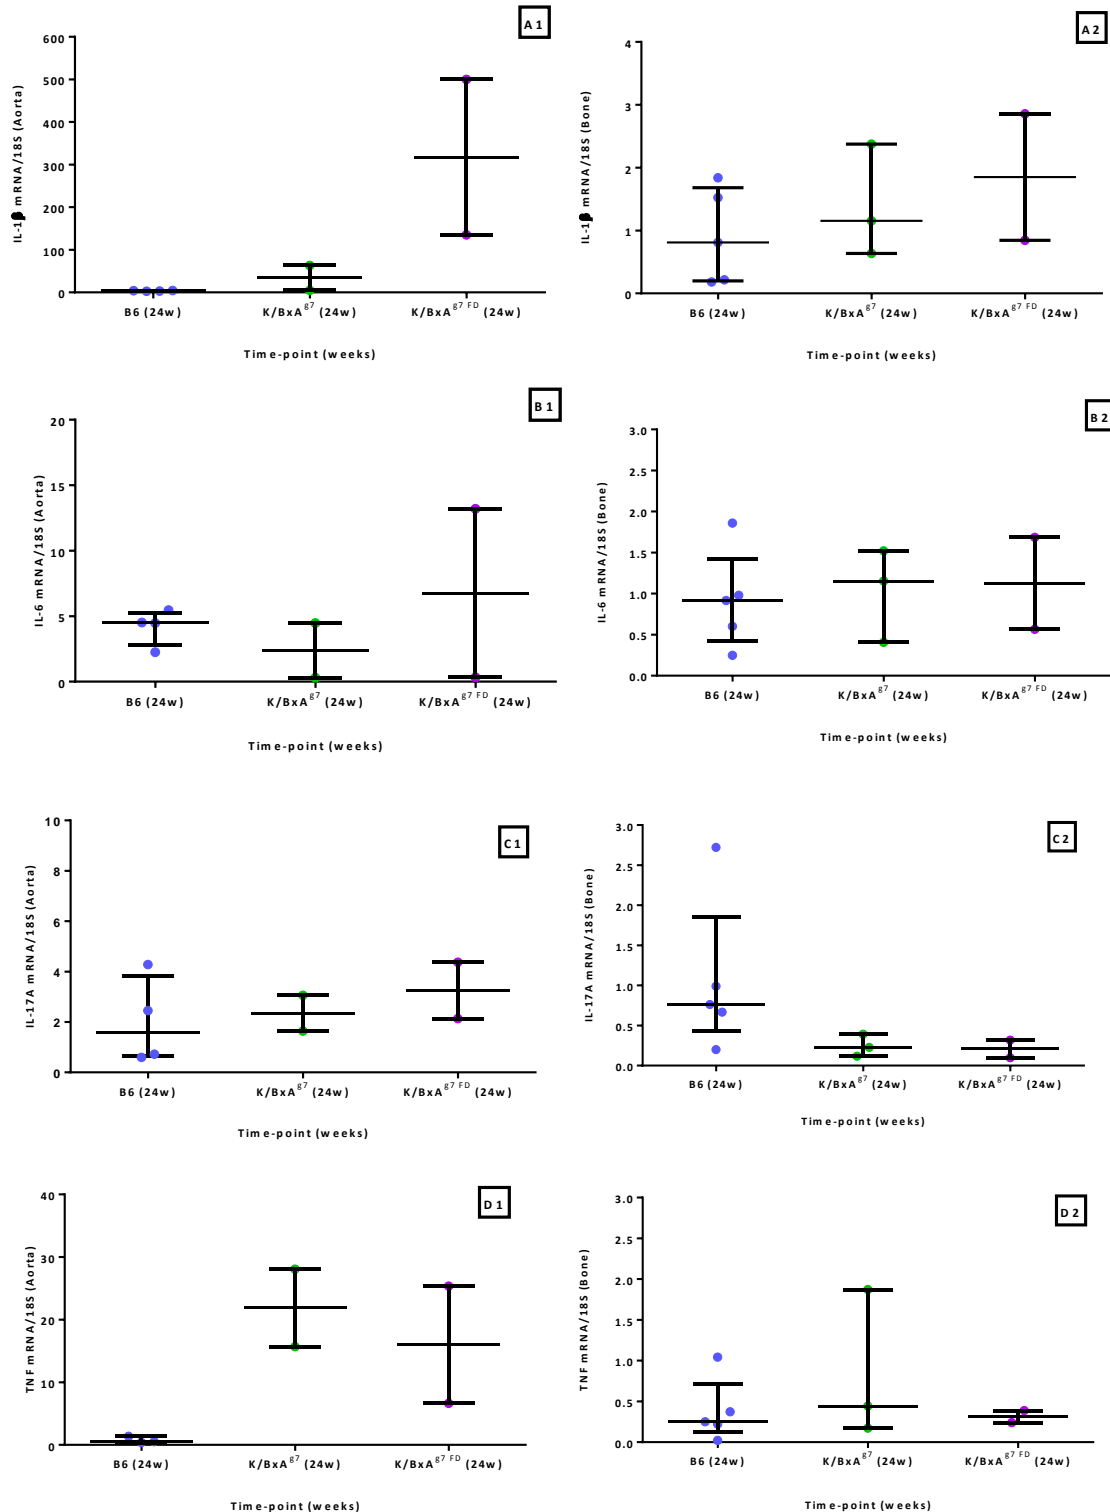 A 1
IL-1β mRNA/18S (Aorta)
600
500
400
300
200
100
0
B6 (24w)
K/BxA^g7 (24w)
K/BxA^g7 FD (24w)
Time-point (weeks)
A 2
IL-1β mRNA/18S (Bone)
4
3
2
1
0
B6 (24w)
K/BxA^g7 (24w)
K/BxA^g7 FD (24w)
Time-point (weeks)
B 1
IL-6 mRNA/18S (Aorta)
20
15
10
5
0
B6 (24w)
K/BxA^g7 (24w)
K/BxA^g7 FD (24w)
Time-point (weeks)
B 2
IL-6 mRNA/18S (Bone)
3.0
2.5
2.0
1.5
1.0
0.5
0.0
B6 (24w)
K/BxA^g7 (24w)
K/BxA^g7 FD (24w)
Time-point (weeks)
C 1
IL-17A mRNA/18S (Aorta)
10
8
6
4
2
0
B6 (24w)
K/BxA^g7 (24w)
K/BxA^g7 FD (24w)
Time-point (weeks)
C 2
IL-17A mRNA/18S (Bone)
3.0
2.5
2.0
1.5
1.0
0.5
0.0
B6 (24w)
K/BxA^g7 (24w)
K/BxA^g7 FD (24w)
Time-point (weeks)
D 1
TNF mRNA/18S (Aorta)
40
30
20
10
0
B6 (24w)
K/BxA^g7 (24w)
K/BxA^g7 FD (24w)
Time-point (weeks)
D 2
TNF mRNA/18S (Bone)
3.0
2.5
2.0
1.5
1.0
0.5
0.0
B6 (24w)
K/BxA^g7 (24w)
K/BxA^g7 FD (24w)
Time-point (weeks)